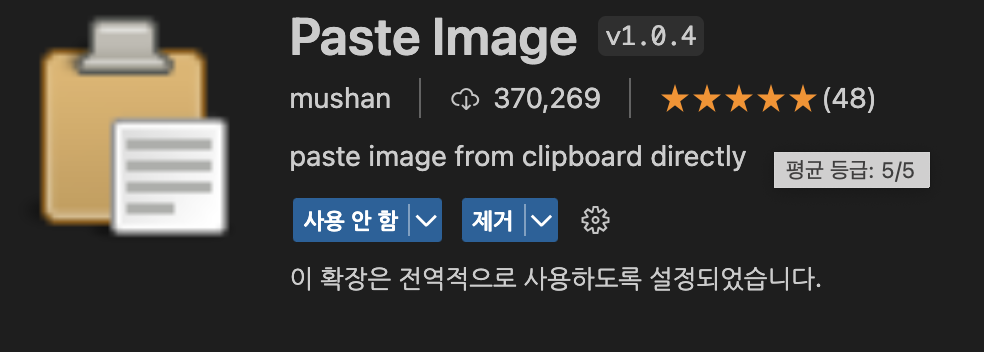 Paste Image v1.0.4
mushan 370,269 (48)
paste image from clipboard directly
평균 등급: 5/5
사용 안 함 제거
이 확장은 전역적으로 사용하도록 설정되었습니다.